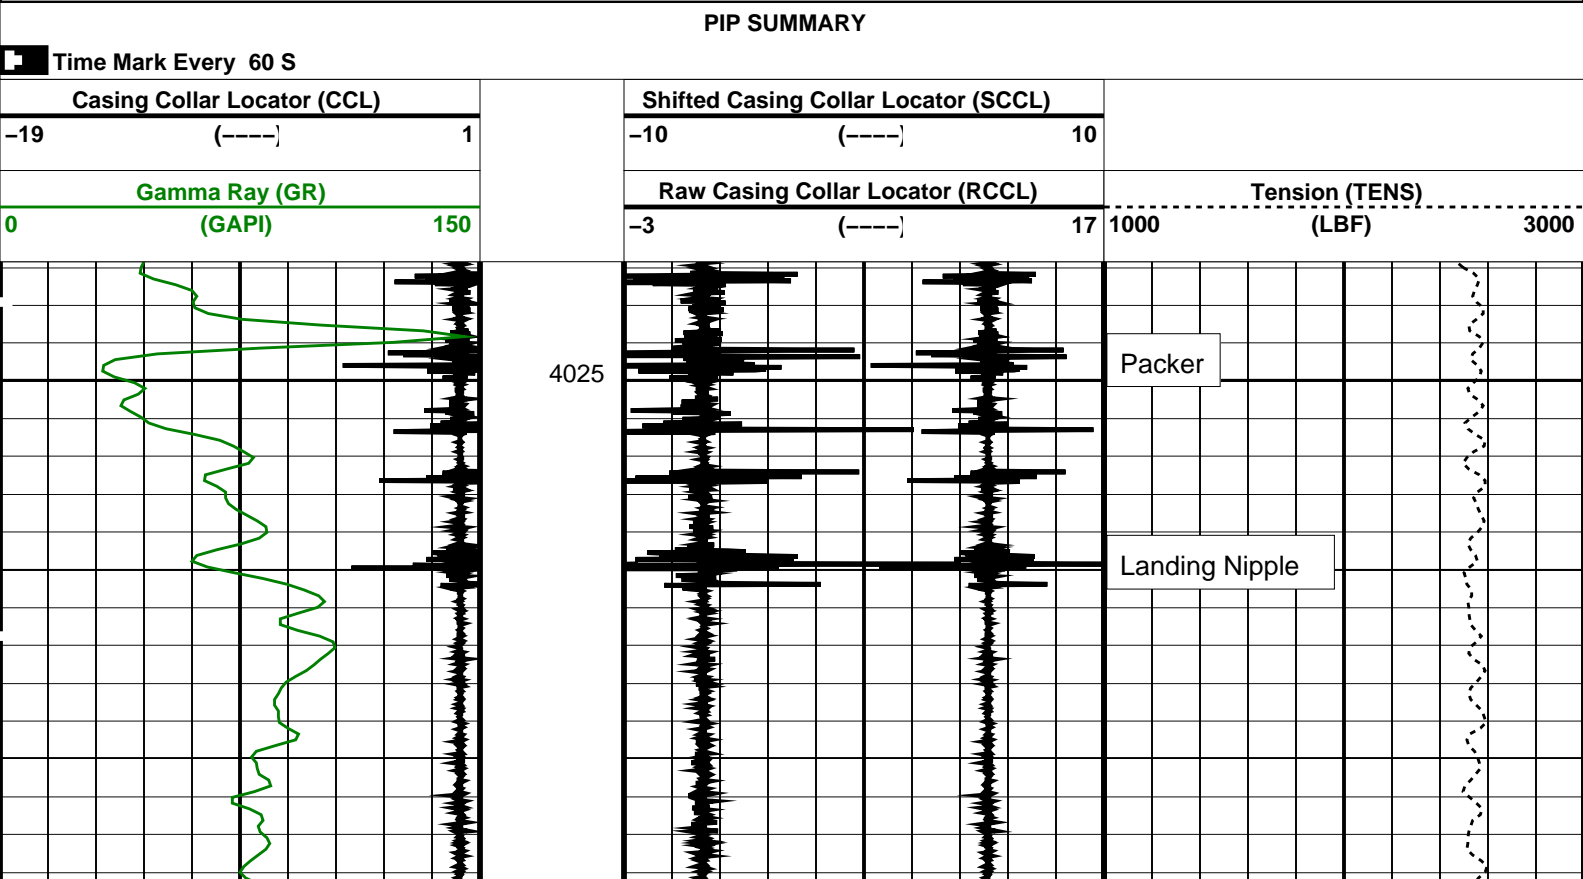 PIP SUMMARY
Time Mark Every 60 S
Casing Collar Locator (CCL)
−19 (−−−−) 1
Gamma Ray (GR)
0 (GAPI) 150
Shifted Casing Collar Locator (SCCL)
−10 (−−−−) 10
Raw Casing Collar Locator (RCCL)
−3 (−−−−) 17
Tension (TENS)
1000 (LBF) 3000
4025
Packer
Landing Nipple